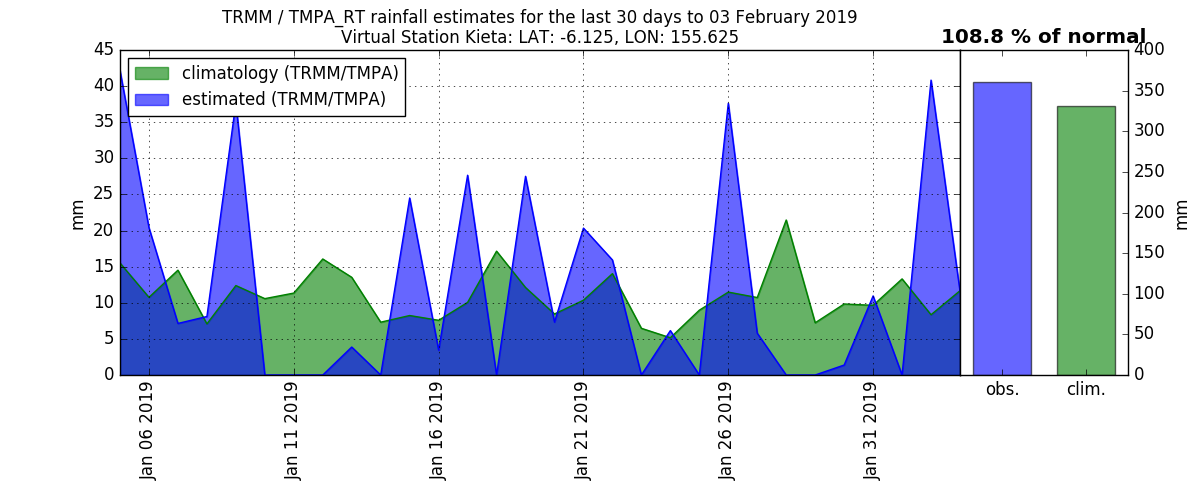 TRMM / TMPA_RT rainfall estimates for the last 30 days to 03 February 2019
Virtual Station Kieta: LAT: -6.125, LON: 155.625
108.8 % of normal
climatology (TRMM/TMPA)
estimated (TRMM/TMPA)
45
40
35
30
25
20
15
10
5
0
mm
Jan 06 2019
Jan 11 2019
Jan 16 2019
Jan 21 2019
Jan 26 2019
Jan 31 2019
400
350
300
250
200
150
100
50
0
mm
obs.
clim.